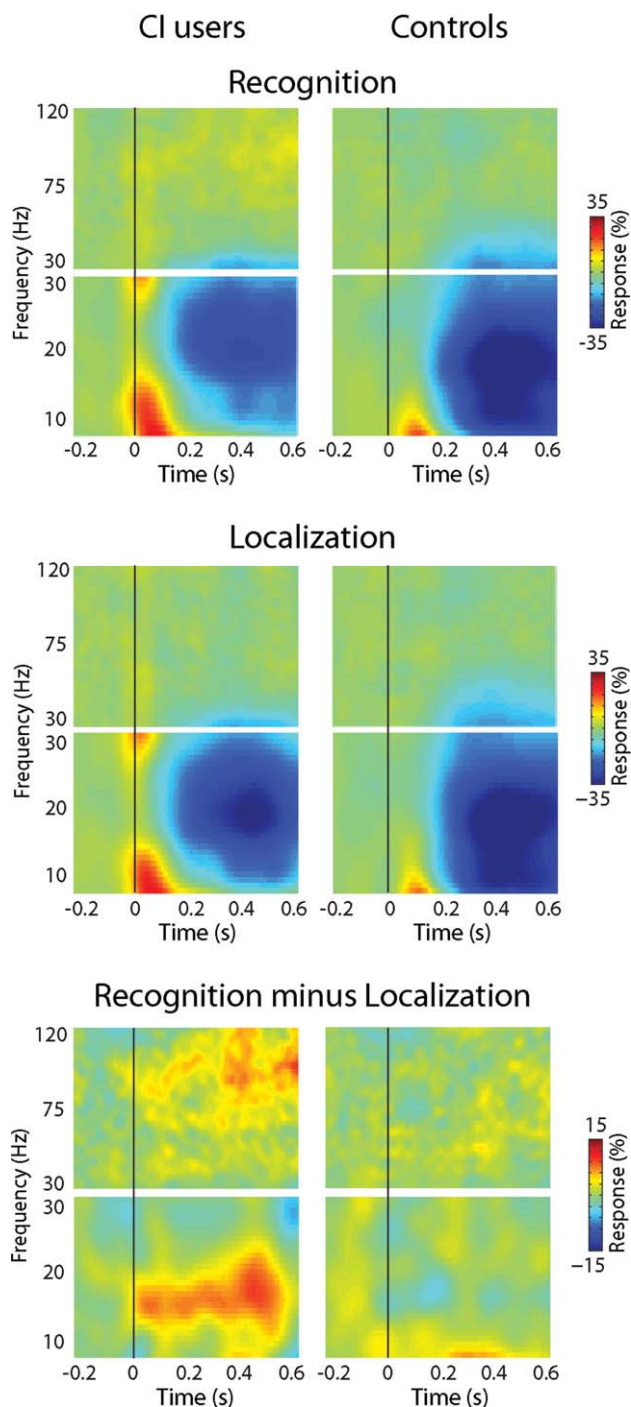 CI users Controls
Recognition
120
75
30
30
20
10
Frequency (Hz)
-0.2 0 0.2 0.4 0.6
Time (s)
-0.2 0 0.2 0.4 0.6
Time (s)
35
-35
Response (%)
Localization
120
75
30
30
20
10
Frequency (Hz)
-0.2 0 0.2 0.4 0.6
Time (s)
-0.2 0 0.2 0.4 0.6
Time (s)
35
−35
Response (%)
Recognition minus Localization
120
75
30
30
20
10
Frequency (Hz)
-0.2 0 0.2 0.4 0.6
Time (s)
-0.2 0 0.2 0.4 0.6
Time (s)
15
−15
Response (%)